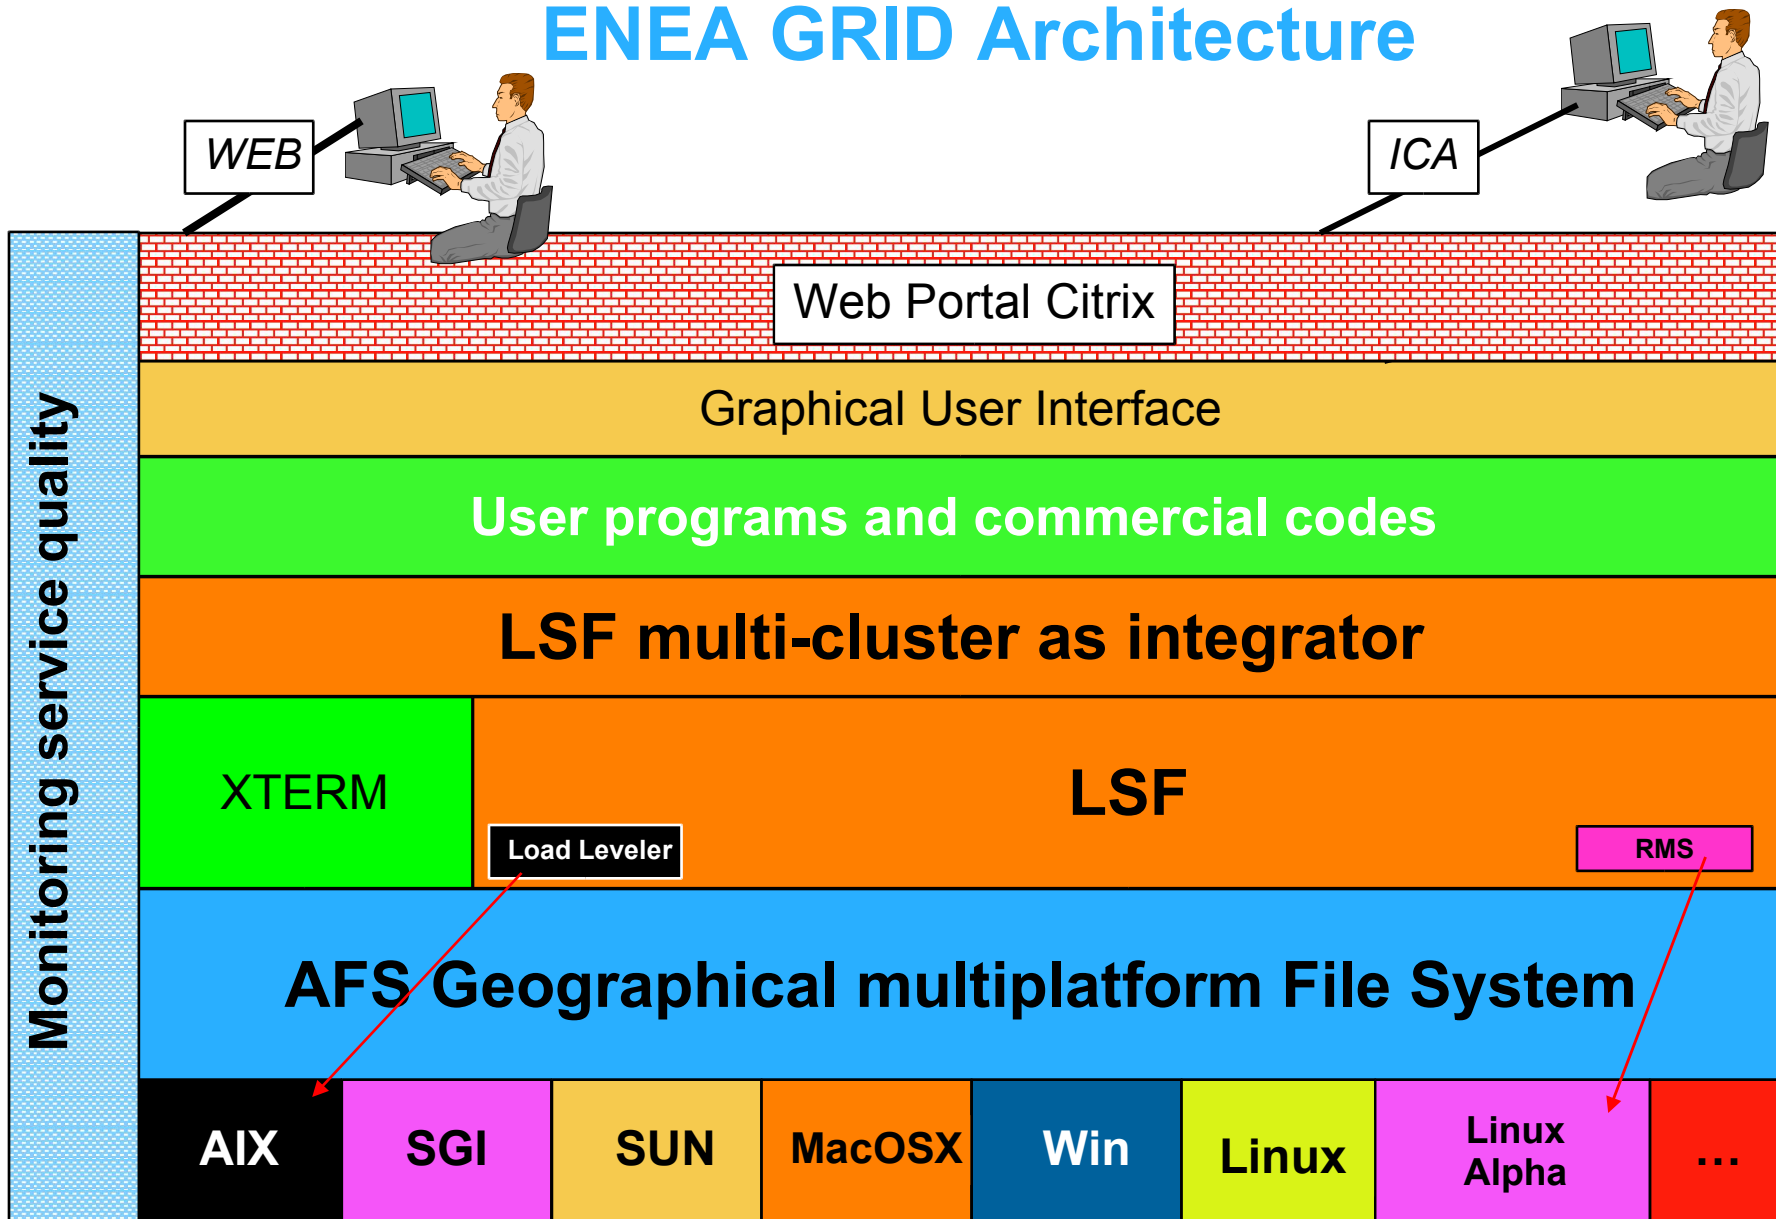 ENEA GRID Architecture
WEB
ICA
Web Portal Citrix
Graphical User Interface
User programs and commercial codes
LSF multi-cluster as integrator
XTERM
LSF
Load Leveler
RMS
AFS Geographical multiplatform File System
AIX
SGI
SUN
MacOSX
Win
Linux
Linux
Alpha
...
Monitoring service quality